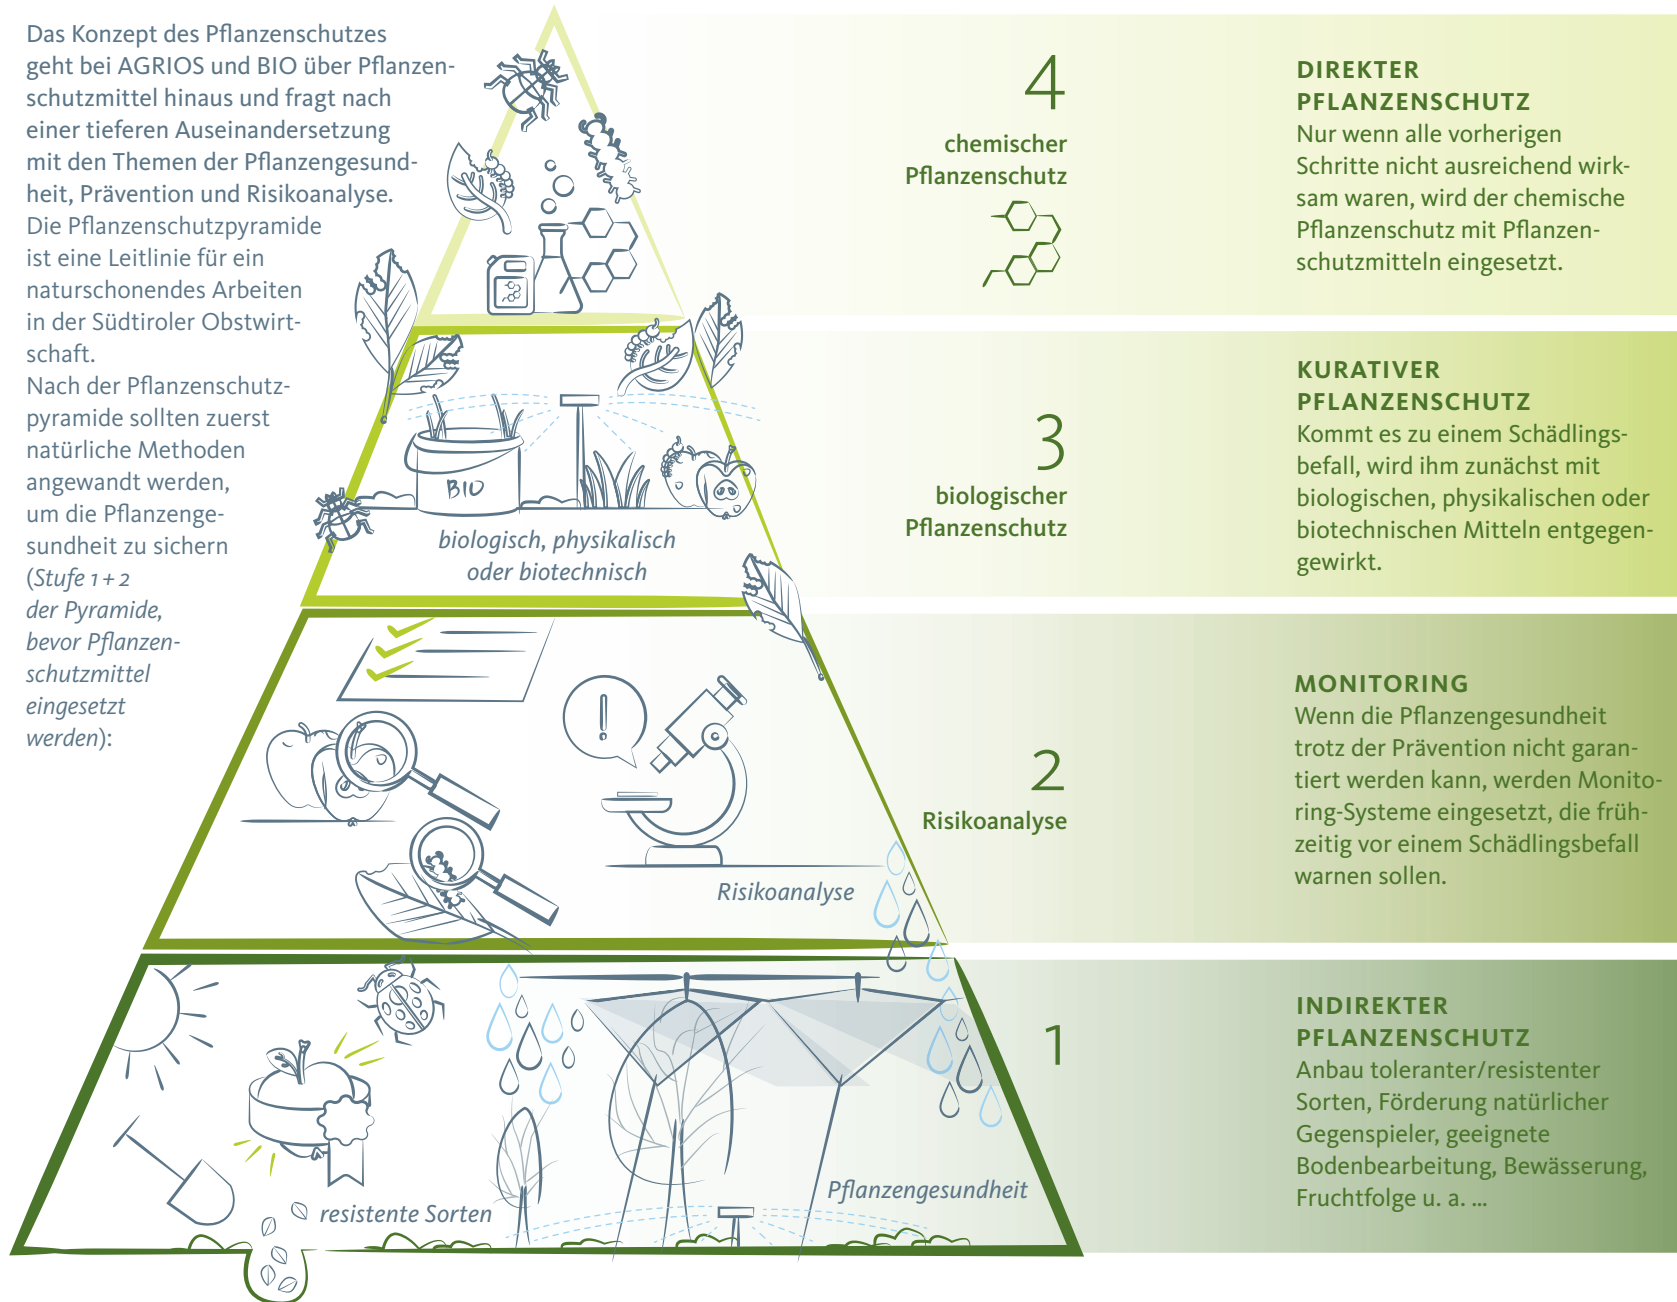 Das Konzept des Pflanzenschutzes
geht bei AGRIOS und BIO über Pflanzen-
schutzmittel hinaus und fragt nach
einer tieferen Auseinandersetzung
mit den Themen der Pflanzengesund-
heit, Prävention und Risikoanalyse.
Die Pflanzenschutzpyramide
ist eine Leitlinie für ein
naturschonendes Arbeiten
in der Südtiroler Obstwirt-
schaft.
Nach der Pflanzenschutz-
pyramide sollten zuerst
natürliche Methoden
angewandt werden,
um die Pflanzenge-
sundheit zu sichern
(Stufe 1 + 2
der Pyramide,
bevor Pflanzen-
schutzmittel
eingesetzt
werden):
4
chemischer
Pflanzenschutz
DIREKTER
PFLANZENSCHUTZ
Nur wenn alle vorherigen
Schritte nicht ausreichend wirk-
sam waren, wird der chemische
Pflanzenschutz mit Pflanzen-
schutzmitteln eingesetzt.
BIO
biologisch, physikalisch
oder biotechnisch
3
biologischer
Pflanzenschutz
KURATIVER
PFLANZENSCHUTZ
Kommt es zu einem Schädlings-
befall, wird ihm zunächst mit
biologischen, physikalischen oder
biotechnischen Mitteln entgegen-
gewirkt.
!
Risikoanalyse
2
Risikoanalyse
MONITORING
Wenn die Pflanzengesundheit
trotz der Prävention nicht garan-
tiert werden kann, werden Monito-
ring-Systeme eingesetzt, die früh-
zeitig vor einem Schädlingsbefall
warnen sollen.
resistente Sorten
Pflanzengesundheit
1
INDIREKTER
PFLANZENSCHUTZ
Anbau toleranter/resistenter
Sorten, Förderung natürlicher
Gegenspieler, geeignete
Bodenbearbeitung, Bewässerung,
Fruchtfolge u. a. ...